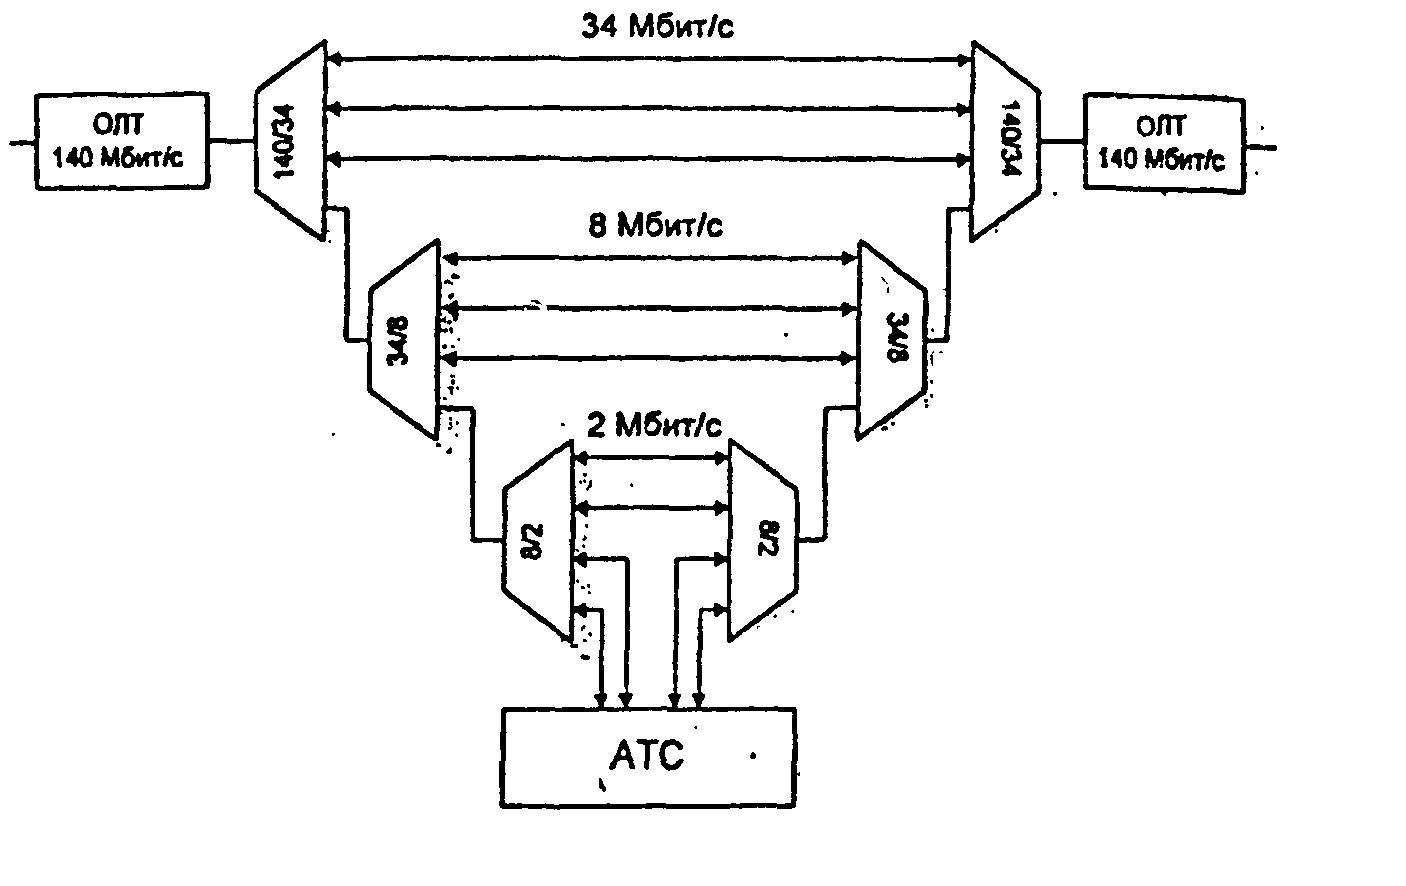 34 Мбит/с
ОЛТ
140 Мбит/с
140/34
140/34
ОЛТ
140 Мбит/с
8 Мбит/с
34/8
34/8
2 Мбит/с
8/2
8/2
АТС